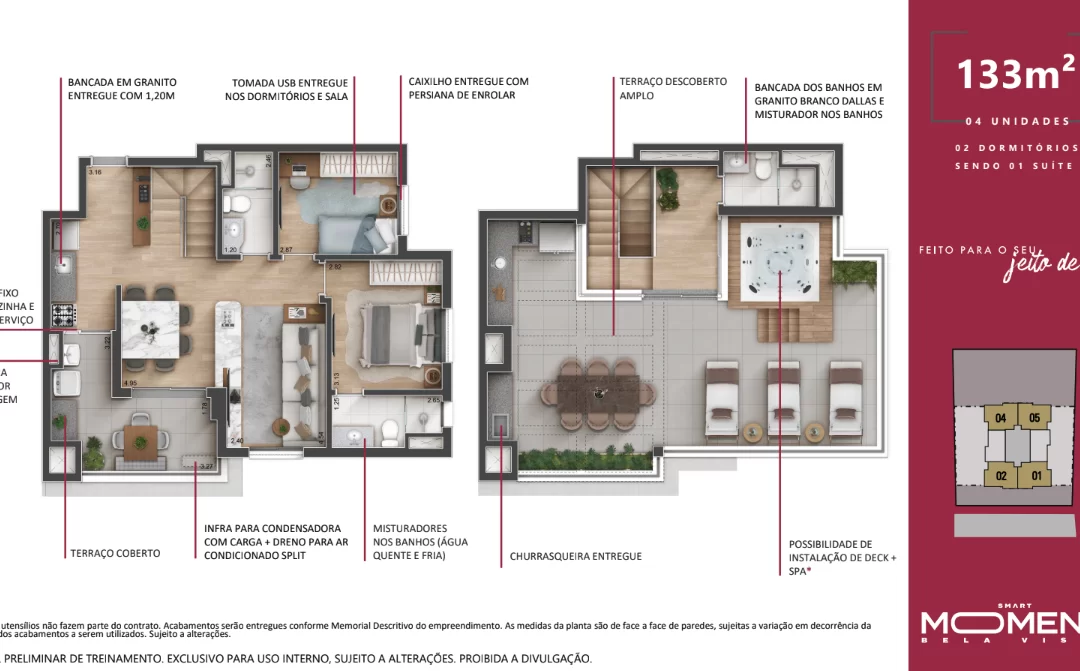 BANCADA EM GRANITO
ENTREGUE COM 1,20M
TOMADA USB ENTREGUE
NOS DORMITÓRIOS E SALA
CAIXILHO ENTREGUE COM
PERSIANA DE ENROLAR
TERRAÇO DESCOBERTO
AMPLO
BANCADA DOS BANHOS EM
GRANITO BRANCO DALLAS E
MISTURADOR NOS BANHOS
133m²
04 UNIDADES
02 DORMITÓRIOS
SENDO 01 SUÍTE
FEITO PARA O SEU
jeito de
3.16
2.46
1.20
2.87
2.92
FIXO
ZINHA E
ERVIÇO
3.22
A
OR
GEM
4.95
1.78
2.40
4.54
3.13
1.25
2.65
3.27
04 05
02 01
TERRAÇO COBERTO
INFRA PARA CONDENSADORA
COM CARGA + DRENO PARA AR
CONDICIONADO SPLIT
MISTURADORES
NOS BANHOS (ÁGUA
QUENTE E FRIA)
CHURRASQUEIRA ENTREGUE
POSSIBILIDADE DE
INSTALAÇÃO DE DECK +
SPA*
SMART
MOMEN
BELA VIS
utensílios não fazem parte do contrato. Acabamentos serão entregues conforme Memorial Descritivo do empreendimento. As medidas da planta são de face a face de paredes, sujeitas a variação em decorrência da
dos acabamentos a serem utilizados. Sujeito a alterações.
PRELIMINAR DE TREINAMENTO. EXCLUSIVO PARA USO INTERNO, SUJEITO A ALTERAÇÕES. PROIBIDA A DIVULGAÇÃO.